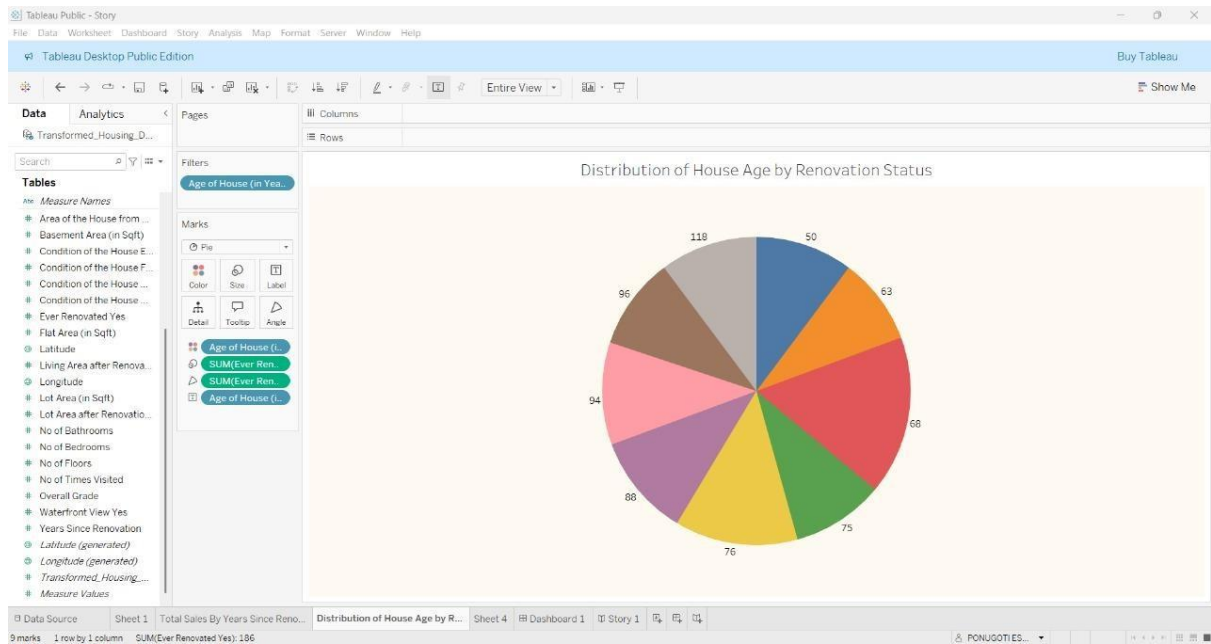 Tableau Public - Story
File Data Worksheet Dashboard Story Analysis Map Format Server Window Help
Tableau Desktop Public Edition
Buy Tableau
Entire View
Show Me
Data Analytics
Transformed_Housing_D...
Search
Tables
Abc Measure Names
# Area of the House from ...
# Basement Area (in Sqft)
# Condition of the House E...
# Condition of the House F...
# Condition of the House ...
# Condition of the House ...
# Ever Renovated Yes
# Flat Area (in Sqft)
Latitude
# Living Area after Renova...
Longitude
# Lot Area (in Sqft)
# Lot Area after Renovatio...
# No of Bathrooms
# No of Bedrooms
# No of Floors
# No of Times Visited
# Overall Grade
# Waterfront View Yes
# Years Since Renovation
Latitude (generated)
Longitude (generated)
# Transformed_Housing_...
# Measure Values
Pages
Filters
Age of House (in Yea..
Marks
Pie
Color Size Label
Detail Tooltip Angle
Age of House (i..
SUM(Ever Ren..
SUM(Ever Ren..
Age of House (i..
Columns
Rows
Distribution of House Age by Renovation Status
118
50
63
96
94
68
88
75
76
Data Source Sheet 1 Total Sales By Years Since Reno... Distribution of House Age by R... Sheet 4 Dashboard 1 Story 1
9 marks 1 row by 1 column SUM(Ever Renovated Yes): 186
PONUGOTI ES...